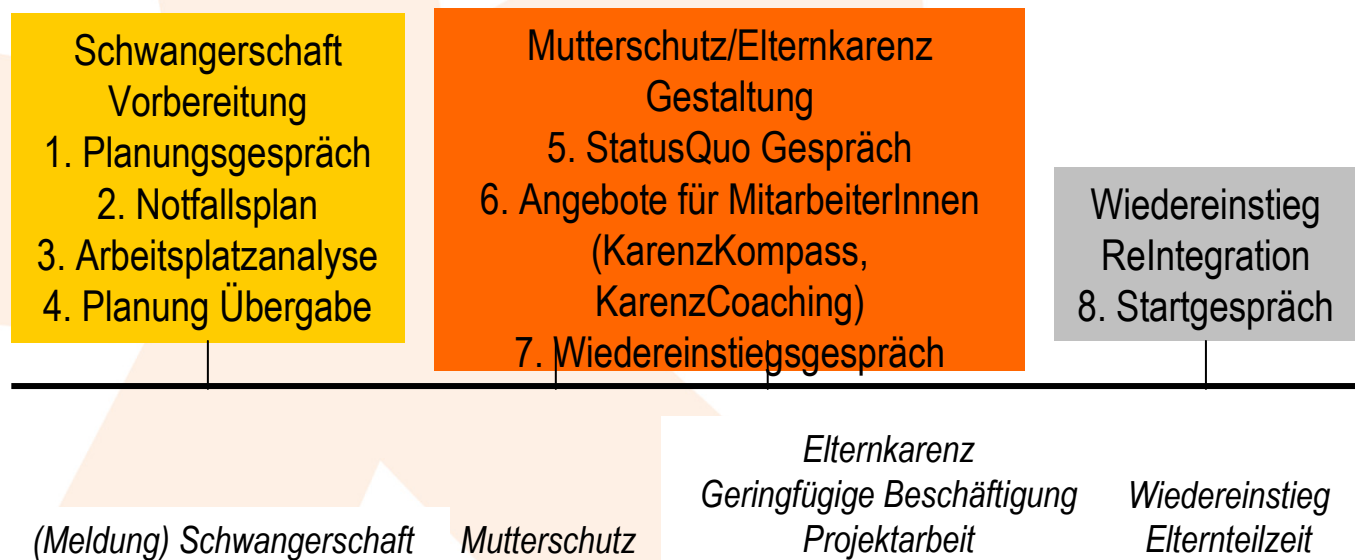 Schwangerschaft
Vorbereitung
1. Planungsgespräch
2. Notfallsplan
3. Arbeitsplatzanalyse
4. Planung Übergabe
Mutterschutz/Elternkarenz
Gestaltung
5. StatusQuo Gespräch
6. Angebote für MitarbeiterInnen
(KarenzKompass,
KarenzCoaching)
7. Wiedereinstiegsgespräch
Wiedereinstieg
ReIntegration
8. Startgespräch
(Meldung) Schwangerschaft
Mutterschutz
Elternkarenz
Geringfügige Beschäftigung
Projektarbeit
Wiedereinstieg
Elternteilzeit